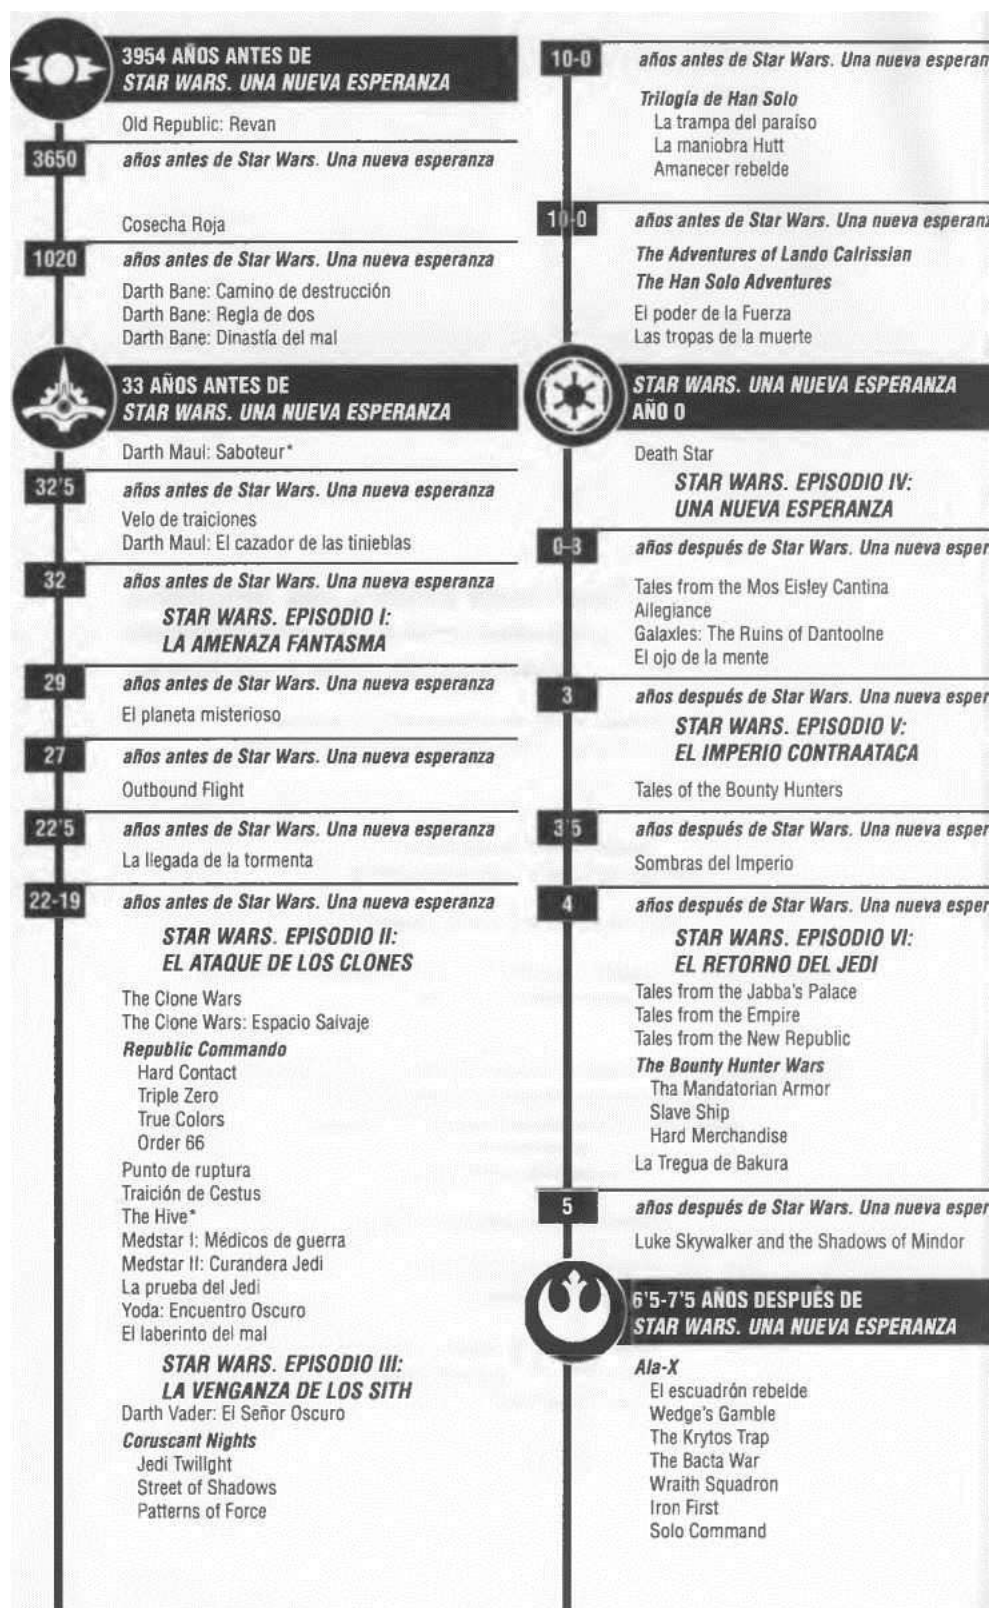 3954 AÑOS ANTES DE
STAR WARS. UNA NUEVA ESPERANZA
Old Republic: Revan
3650 años antes de Star Wars. Una nueva esperanza
Cosecha Roja
1020 años antes de Star Wars. Una nueva esperanza
Darth Bane: Camino de destrucción
Darth Bane: Regla de dos
Darth Bane: Dinastía del mal
33 AÑOS ANTES DE
STAR WARS. UNA NUEVA ESPERANZA
Darth Maul: Saboteur*
32'5 años antes de Star Wars. Una nueva esperanza
Velo de traiciones
Darth Maul: El cazador de las tinieblas
32 años antes de Star Wars. Una nueva esperanza
STAR WARS. EPISODIO I:
LA AMENAZA FANTASMA
29 años antes de Star Wars. Una nueva esperanza
El planeta misterioso
27 años antes de Star Wars. Una nueva esperanza
Outbound Flight
22'5 años antes de Star Wars. Una nueva esperanza
La llegada de la tormenta
22-19 años antes de Star Wars. Una nueva esperanza
STAR WARS. EPISODIO II:
EL ATAQUE DE LOS CLONES
The Clone Wars
The Clone Wars: Espacio Salvaje
Republic Commando
Hard Contact
Triple Zero
True Colors
Order 66
Punto de ruptura
Traición de Cestus
The Hive*
Medstar I: Médicos de guerra
Medstar II: Curandera Jedi
La prueba del Jedi
Yoda: Encuentro Oscuro
El laberinto del mal
STAR WARS. EPISODIO III:
LA VENGANZA DE LOS SITH
Darth Vader: El Señor Oscuro
Coruscant Nights
Jedi Twilight
Street of Shadows
Patterns of Force
10-0 años antes de Star Wars. Una nueva esperan
Trilogía de Han Solo
La trampa del paraíso
La maniobra Hutt
Amanecer rebelde
10-0 años antes de Star Wars. Una nueva esperanz
The Adventures of Lando Calrissian
The Han Solo Adventures
El poder de la Fuerza
Las tropas de la muerte
STAR WARS. UNA NUEVA ESPERANZA
AÑO 0
Death Star
STAR WARS. EPISODIO IV:
UNA NUEVA ESPERANZA
0-3 años después de Star Wars. Una nueva esper
Tales from the Mos Eisley Cantina
Allegiance
Galaxles: The Ruins of Dantoolne
El ojo de la mente
3 años después de Star Wars. Una nueva esper
STAR WARS. EPISODIO V:
EL IMPERIO CONTRAATACA
Tales of the Bounty Hunters
3'5 años después de Star Wars. Una nueva esper
Sombras del Imperio
4 años después de Star Wars. Una nueva esper
STAR WARS. EPISODIO VI:
EL RETORNO DEL JEDI
Tales from the Jabba's Palace
Tales from the Empire
Tales from the New Republic
The Bounty Hunter Wars
Tha Mandatorian Armor
Slave Ship
Hard Merchandise
La Tregua de Bakura
5 años después de Star Wars. Una nueva esper
Luke Skywalker and the Shadows of Mindor
6'5-7'5 AÑOS DESPUÉS DE
STAR WARS. UNA NUEVA ESPERANZA
Ala-X
El escuadrón rebelde
Wedge's Gamble
The Krytos Trap
The Bacta War
Wraith Squadron
Iron First
Solo Command